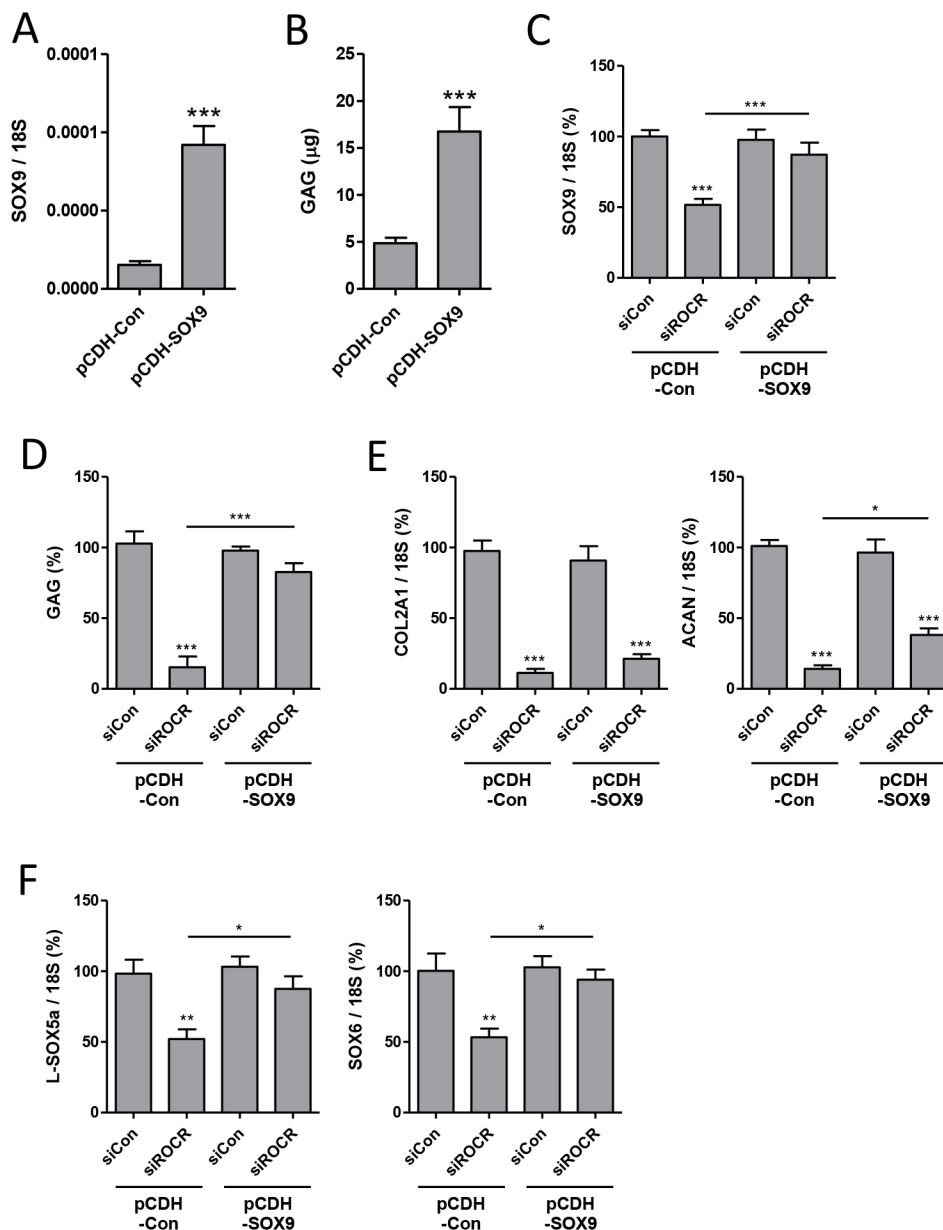 A
SOX9 / 18S
0.0001
0.0001
0.0000
0.0000
***
pCDH-Con
pCDH-SOX9
B
GAG (µg)
25
20
15
10
5
0
***
pCDH-Con
pCDH-SOX9
C
SOX9 / 18S (%)
150
100
50
0
***
***
siCon
siROCR
siCon
siROCR
pCDH
-Con
pCDH
-SOX9
D
GAG (%)
150
100
50
0
***
***
siCon
siROCR
siCon
siROCR
pCDH
-Con
pCDH
-SOX9
E
COL2A1 / 18S (%)
150
100
50
0
***
***
siCon
siROCR
siCon
siROCR
pCDH
-Con
pCDH
-SOX9
ACAN / 18S (%)
150
100
50
0
*
***
***
siCon
siROCR
siCon
siROCR
pCDH
-Con
pCDH
-SOX9
F
L-SOX5a / 18S (%)
150
100
50
0
*
**
siCon
siROCR
siCon
siROCR
pCDH
-Con
pCDH
-SOX9
SOX6 / 18S (%)
150
100
50
0
*
**
siCon
siROCR
siCon
siROCR
pCDH
-Con
pCDH
-SOX9